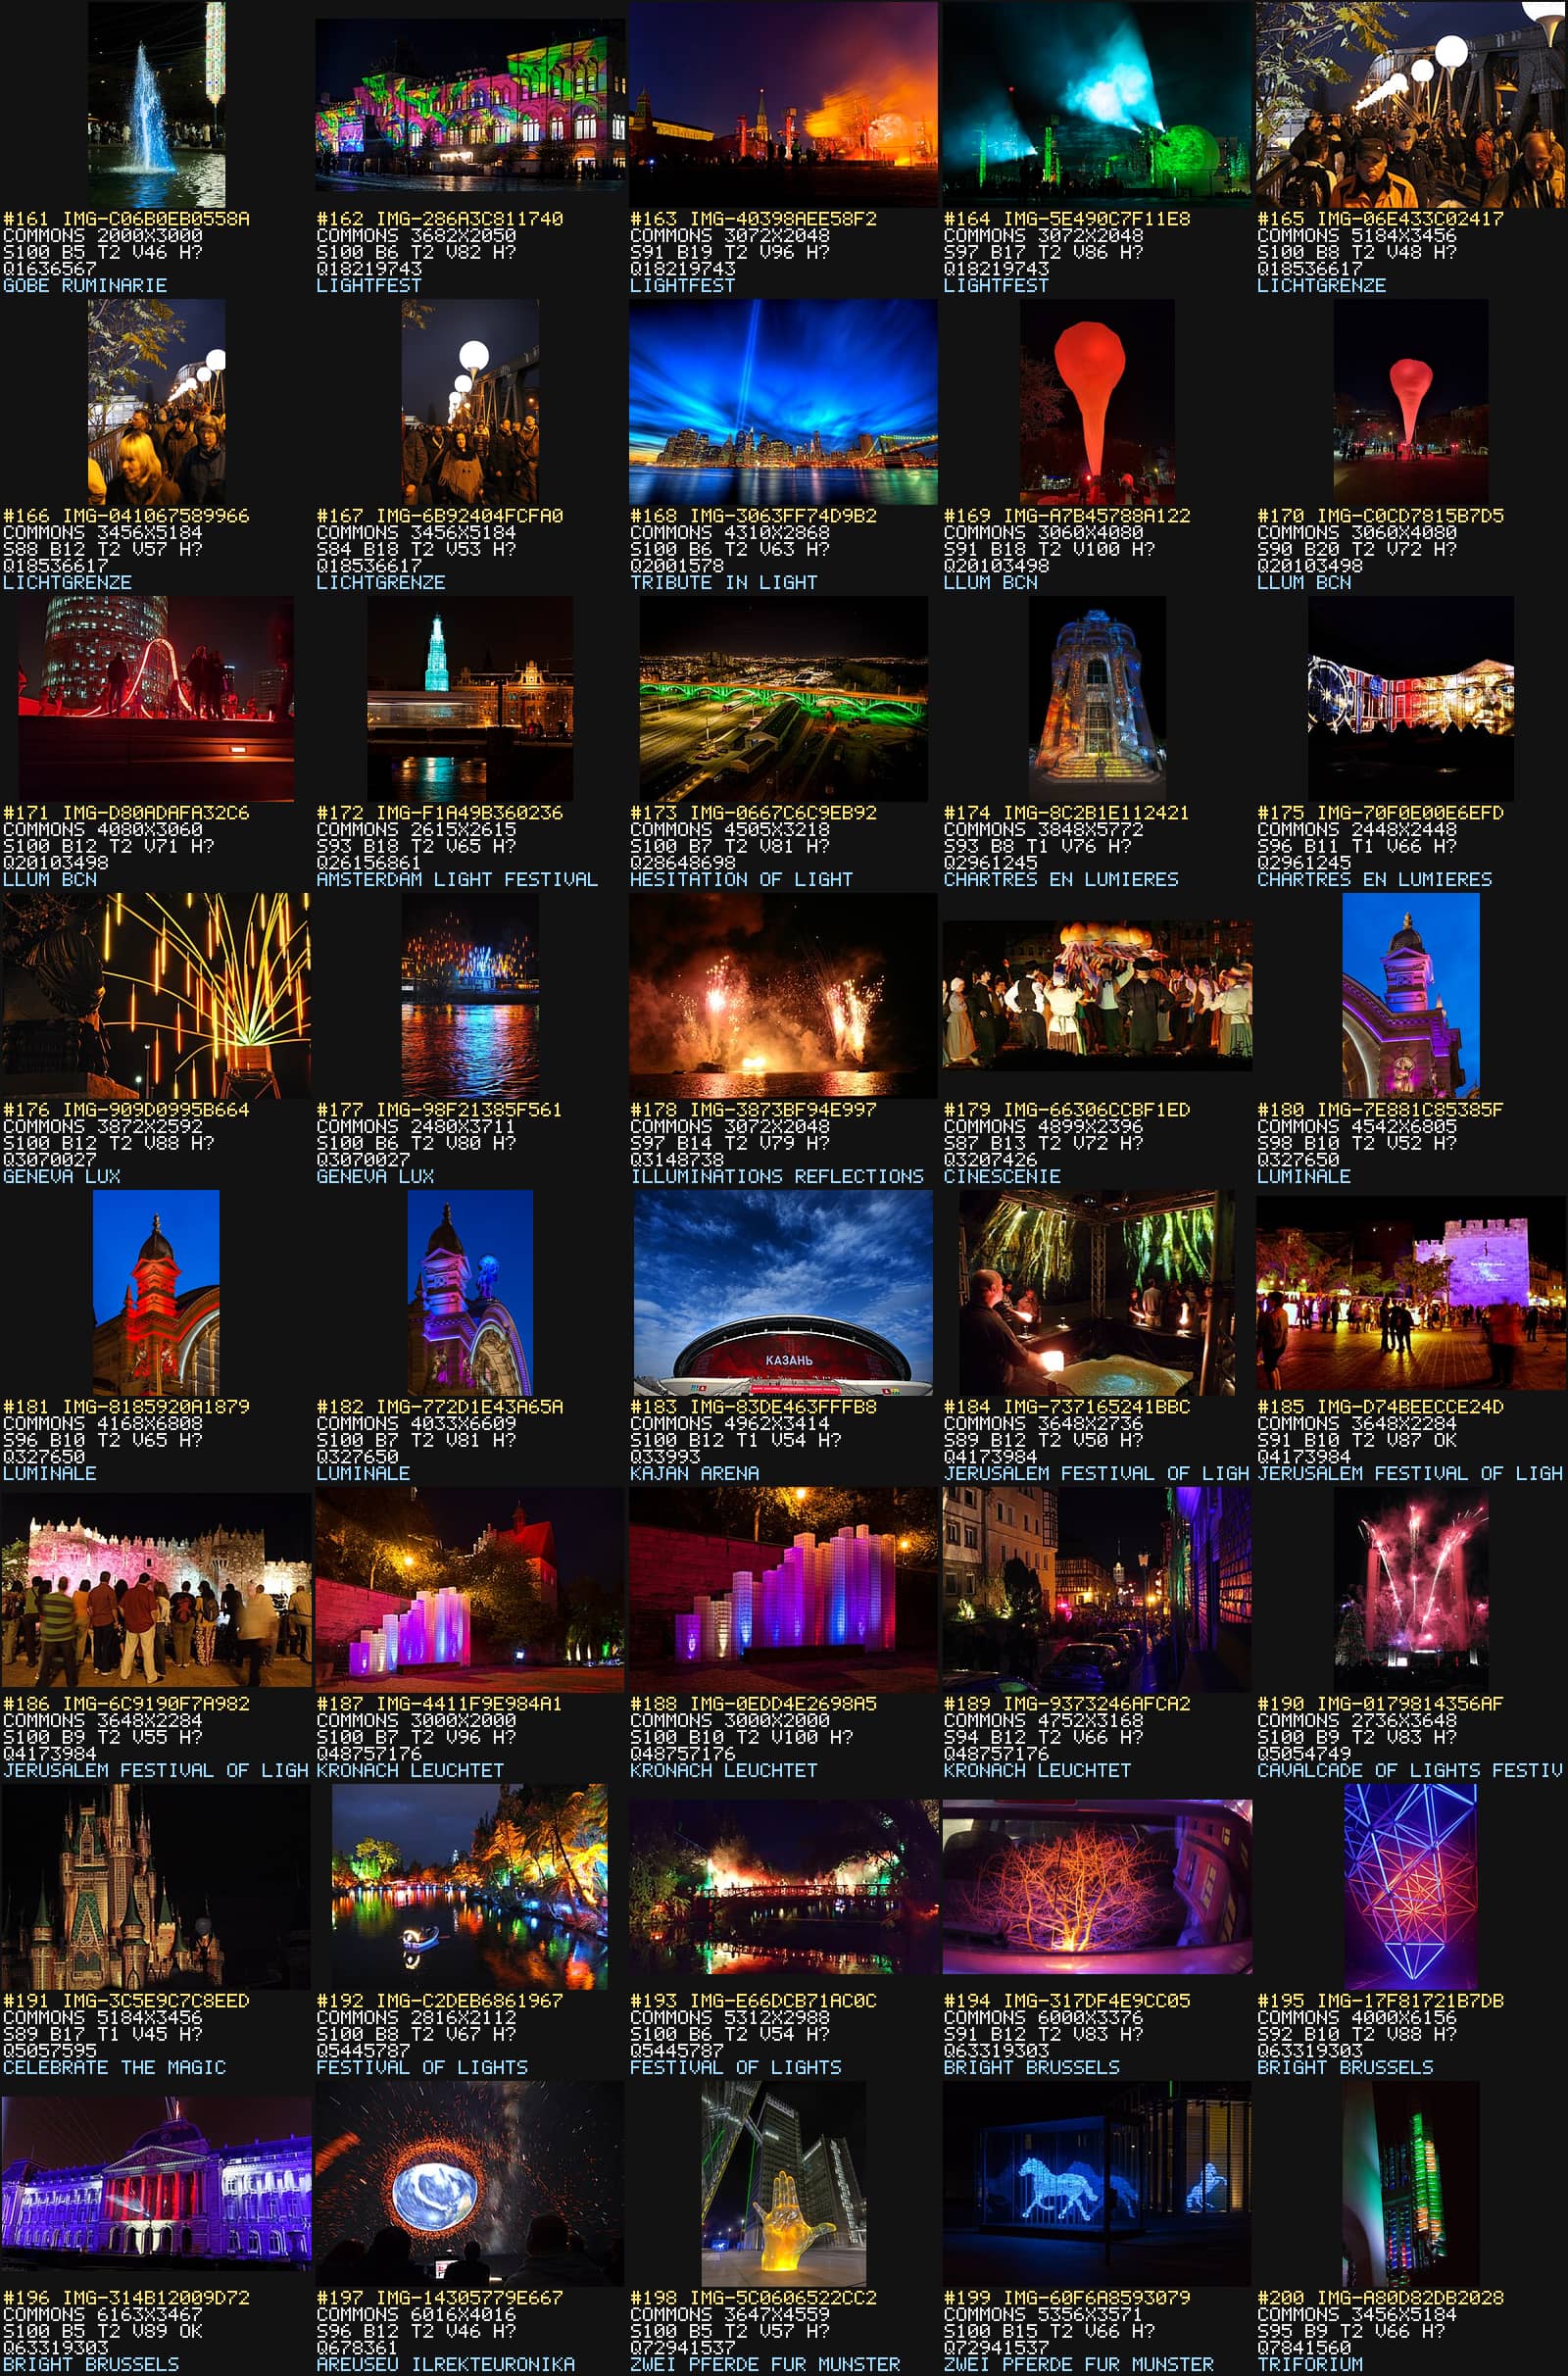 #161 IMG-C06B0EB0558A
COMMONS 2000X3000
S100 B5 T2 V46 H?
Q1636567
GOBE RUMINARIE
#162 IMG-286A3C811740
COMMONS 3682X2050
S100 B6 T2 V82 H?
Q18219743
LIGHTFEST
#163 IMG-40398AEE58F2
COMMONS 3072X2048
S91 B19 T2 V96 H?
Q18219743
LIGHTFEST
#164 IMG-5E490C7F11E8
COMMONS 3072X2048
S97 B17 T2 V86 H?
Q18219743
LIGHTFEST
#165 IMG-06E433C02417
COMMONS 5184X3456
S100 B8 T2 V48 H?
Q18536617
LICHTGRENZE
#166 IMG-041067589966
COMMONS 3456X5184
S88 B12 T2 V57 H?
Q18536617
LICHTGRENZE
#167 IMG-6B92404FCFA0
COMMONS 3456X5184
S84 B18 T2 V53 H?
Q18536617
LICHTGRENZE
#168 IMG-3063FF74D9B2
COMMONS 4310X2868
S100 B6 T2 V63 H?
Q2001578
TRIBUTE IN LIGHT
#169 IMG-A7B45788A122
COMMONS 3060X4080
S91 B18 T2 V100 H?
Q20103498
LLUM BCN
#170 IMG-C0CD7815B7D5
COMMONS 3060X4080
S90 B20 T2 V72 H?
Q20103498
LLUM BCN
#171 IMG-D80ADAFA32C6
COMMONS 4080X3060
S100 B12 T2 V71 H?
Q20103498
LLUM BCN
#172 IMG-F1A49B360236
COMMONS 2615X2615
S93 B18 T2 V65 H?
Q26156861
AMSTERDAM LIGHT FESTIVAL
#173 IMG-0667C6C9EB92
COMMONS 4505X3218
S100 B7 T2 V81 H?
Q28648698
HESITATION OF LIGHT
#174 IMG-8C2B1E112421
COMMONS 3848X5772
S93 B8 T1 V76 H?
Q2961245
CHARTRES EN LUMIERES
#175 IMG-70F0E00E6EFD
COMMONS 2448X2448
S96 B11 T1 V66 H?
Q2961245
CHARTRES EN LUMIERES
#176 IMG-909D0995B664
COMMONS 3872X2592
S100 B12 T2 V88 H?
Q3070027
GENEVA LUX
#177 IMG-98F21385F561
COMMONS 2480X3711
S100 B6 T2 V80 H?
Q3070027
GENEVA LUX
#178 IMG-3873BF94E997
COMMONS 3072X2048
S97 B14 T2 V79 H?
Q3148738
ILLUMINATIONS REFLECTIONS
#179 IMG-66306CCBF1ED
COMMONS 4899X2396
S87 B13 T2 V72 H?
Q3207426
CINESCENIE
#180 IMG-7E881C85385F
COMMONS 4542X6805
S98 B10 T2 V52 H?
Q327650
LUMINALE
КАЗАНЬ
#181 IMG-8185920A1879
COMMONS 4168X6808
S96 B10 T2 V65 H?
Q327650
LUMINALE
#182 IMG-772D1E43A65A
COMMONS 4033X6609
S100 B7 T2 V81 H?
Q327650
LUMINALE
#183 IMG-83DE463FFFB8
COMMONS 4962X3414
S100 B12 T1 V54 H?
Q33993
KAJAN ARENA
#184 IMG-737165241BBC
COMMONS 3648X2736
S89 B12 T2 V50 H?
Q4173984
JERUSALEM FESTIVAL OF LIGH
#185 IMG-D74BEECCE24D
COMMONS 3648X2284
S91 B10 T2 V87 OK
Q4173984
JERUSALEM FESTIVAL OF LIGH
#186 IMG-6C9190F7A982
COMMONS 3648X2284
S100 B9 T2 V55 H?
Q4173984
JERUSALEM FESTIVAL OF LIGH
#187 IMG-4411F9E984A1
COMMONS 3000X2000
S100 B7 T2 V96 H?
Q48757176
KRONACH LEUCHTET
#188 IMG-0EDD4E2698A5
COMMONS 3000X2000
S100 B10 T2 V100 H?
Q48757176
KRONACH LEUCHTET
#189 IMG-9373246AFCA2
COMMONS 4752X3168
S94 B12 T2 V66 H?
Q48757176
KRONACH LEUCHTET
#190 IMG-0179814356AF
COMMONS 2736X3648
S100 B9 T2 V83 H?
Q5054749
CAVALCADE OF LIGHTS FESTIV
#191 IMG-3C5E9C7C8EED
COMMONS 5184X3456
S89 B17 T1 V45 H?
Q5057595
CELEBRATE THE MAGIC
#192 IMG-C2DEB6861967
COMMONS 2816X2112
S100 B8 T2 V67 H?
Q5445787
FESTIVAL OF LIGHTS
#193 IMG-E66DCB71AC0C
COMMONS 5312X2988
S100 B6 T2 V54 H?
Q5445787
FESTIVAL OF LIGHTS
#194 IMG-317DF4E9CC05
COMMONS 6000X3376
S91 B12 T2 V83 H?
Q63319303
BRIGHT BRUSSELS
#195 IMG-17F81721B7DB
COMMONS 4000X6156
S92 B10 T2 V88 H?
Q63319303
BRIGHT BRUSSELS
#196 IMG-314B12009D72
COMMONS 6163X3467
S100 B5 T2 V89 OK
Q63319303
BRIGHT BRUSSELS
#197 IMG-14305779E667
COMMONS 6016X4016
S96 B12 T2 V46 H?
Q678361
AREUSEU ILREKTEURONIKA
#198 IMG-5C0606522CC2
COMMONS 3647X4559
S100 B5 T2 V57 H?
Q72941537
ZWEI PFERDE FUR MUNSTER
#199 IMG-60F6A8593079
COMMONS 5356X3571
S100 B15 T2 V66 H?
Q72941537
ZWEI PFERDE FUR MUNSTER
#200 IMG-A80D82DB2028
COMMONS 3456X5184
S95 B9 T2 V66 H?
Q7841560
TRIFORIUM